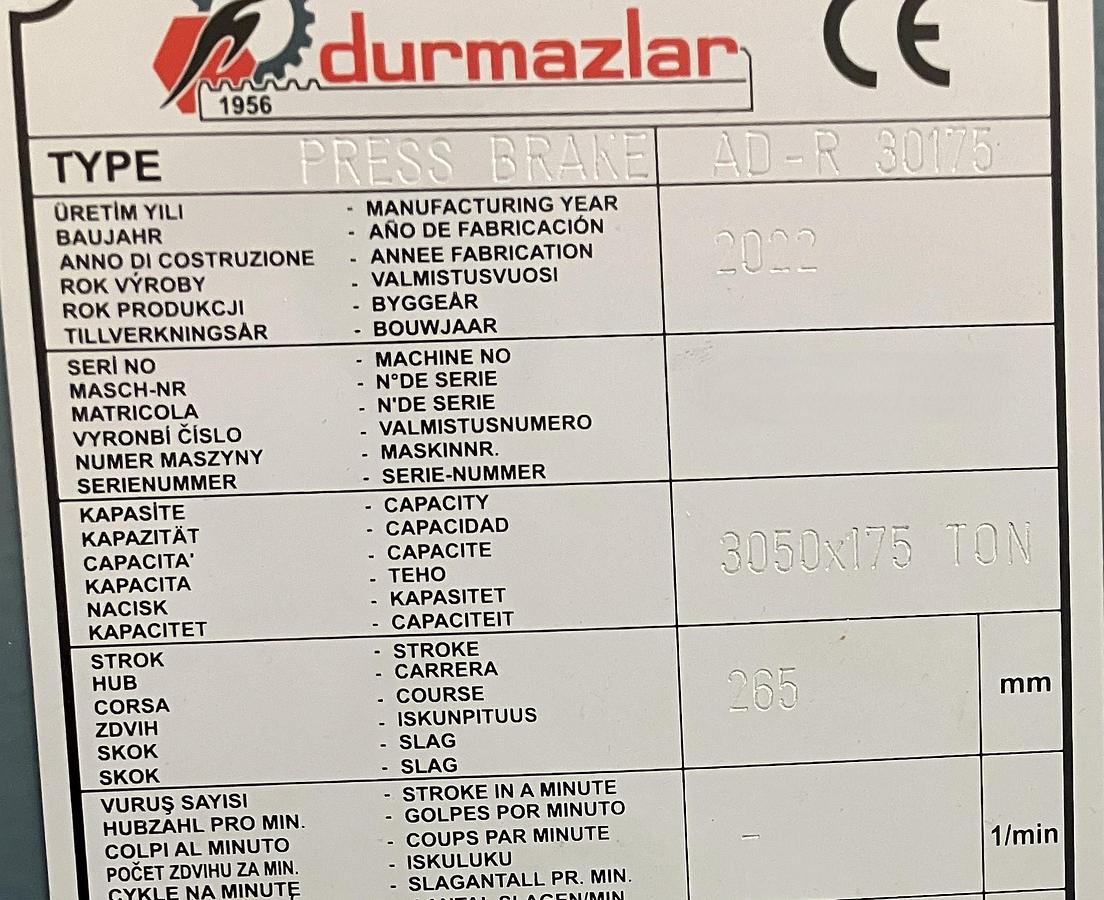 durmazlar
CE
1956
TYPE PRESS BRAKE AD-R 30175
ÜRETİM YILI - MANUFACTURING YEAR
BAUJAHR - AÑO DE FABRICACIÓN
ANNO DI COSTRUZIONE - ANNEE FABRICATION
2022
ROK VÝROBY - VALMISTUSVUOSI
ROK PRODUKCJI - BYGGEÅR
TILLVERKNINGSÅR - BOUWJAAR
SERİ NO - MACHINE NO
MASCH-NR - N°DE SERIE
MATRICOLA - N'DE SERIE
VYRONBİ ČÍSLO - VALMISTUSNUMERO
NUMER MASZYNY - MASKINNR.
SERIENUMMER - SERIE-NUMMER
KAPASİTE - CAPACITY
KAPAZITÄT - CAPACIDAD
CAPACITA' - CAPACITE
3050x175 TON
KAPACITA - TEHO
NACISK - KAPASITET
KAPACITET - CAPACITEIT
STROK - STROKE
HUB - CARRERA
CORSA - COURSE
265 mm
ZDVIH - ISKUNPITUUS
SKOK - SLAG
SKOK - SLAG
VURUŞ SAYISI - STROKE IN A MINUTE
HUBZAHL PRO MIN. - GOLPES POR MINUTO
COLPI AL MINUTO - COUPS PAR MINUTE
- 1/min
POČET ZDVIHU ZA MIN. - ISKULUKU
CYKLE NA MINUTĘ - SLAGANTALL PR. MIN.